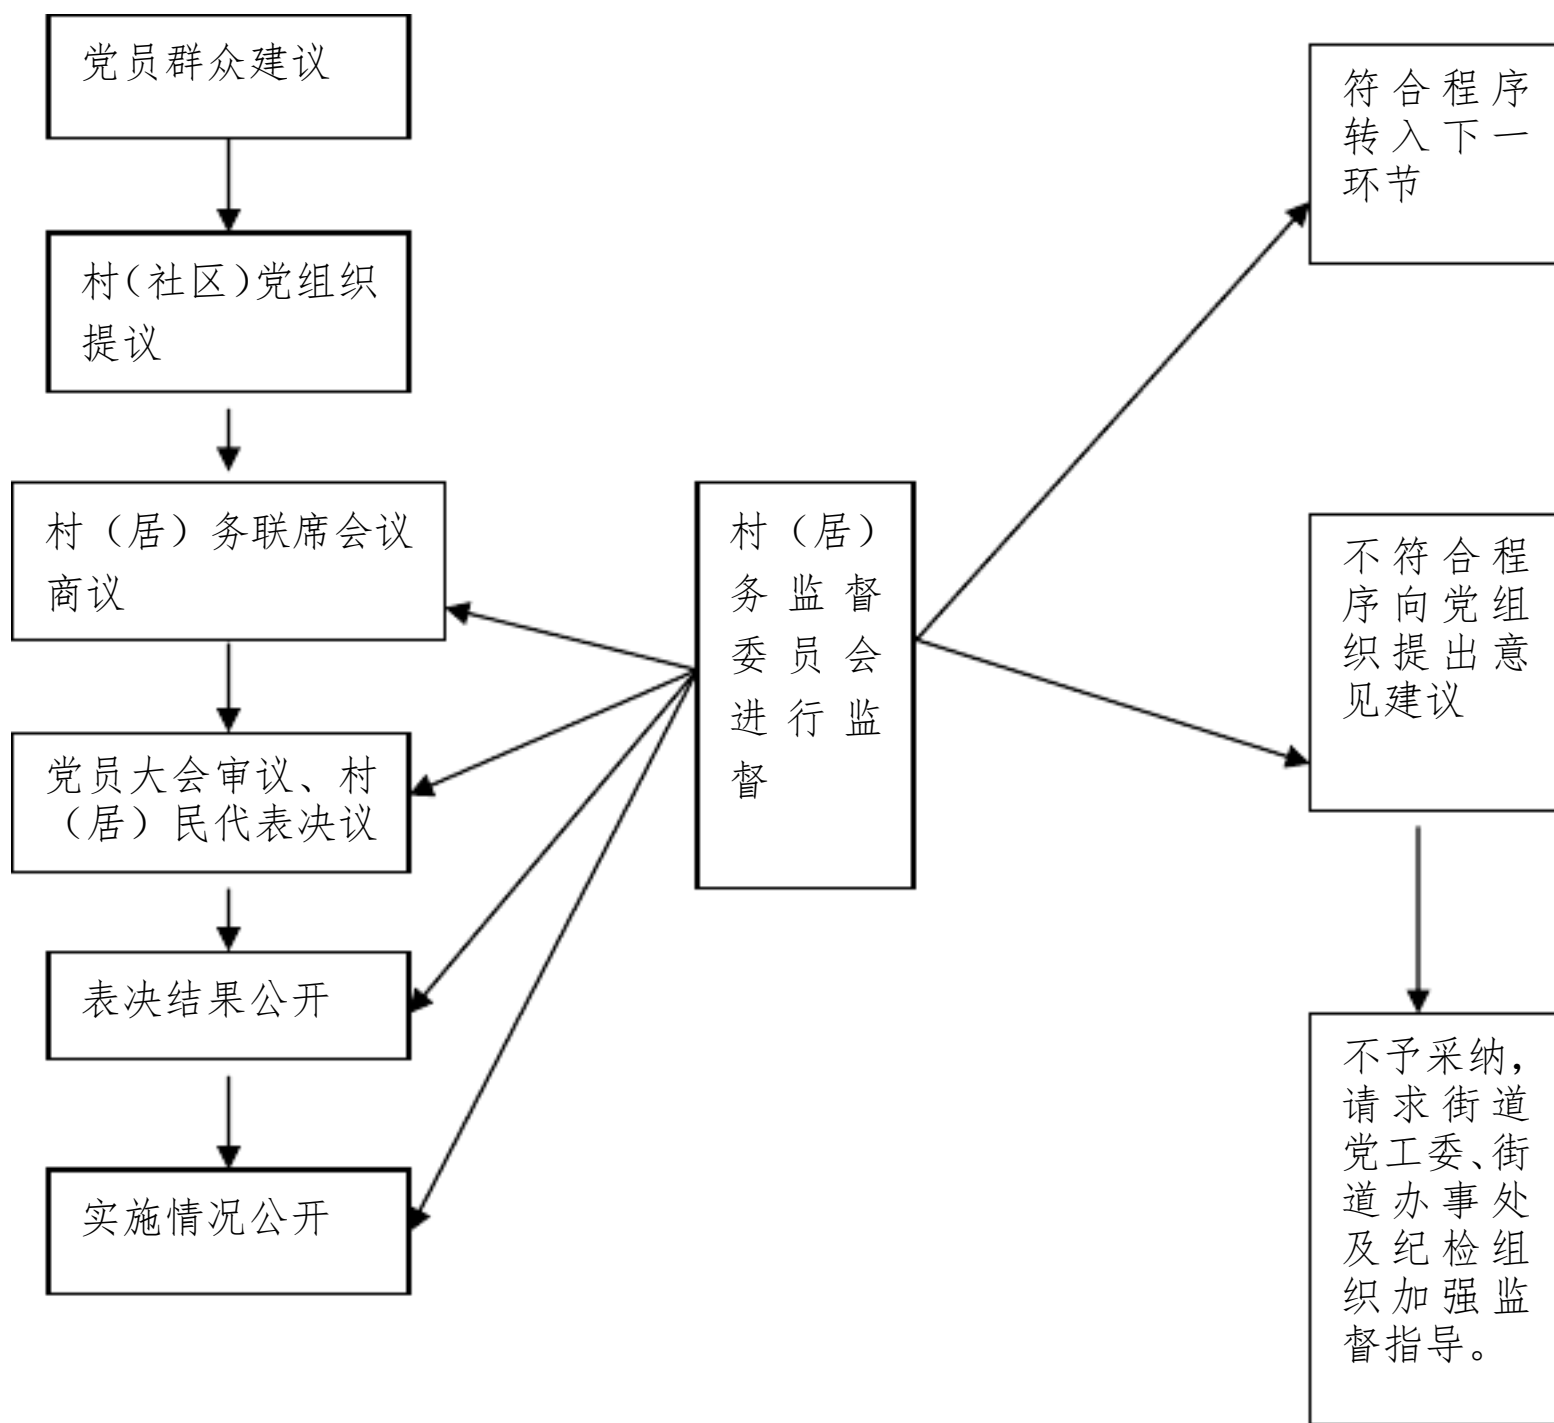 党员群众建议
村(社区)党组织
提议
村（居）务联席会议
商议
党员大会审议、村
（居）民代表决议
表决结果公开
实施情况公开
村（居）
务监督
委员会
进行监
督
符合程序
转入下一
环节
不符合程
序向党组
织提出意
见建议
不予采纳，
请求街道
党工委、街
道办事处
及纪检组
织加强监
督指导。